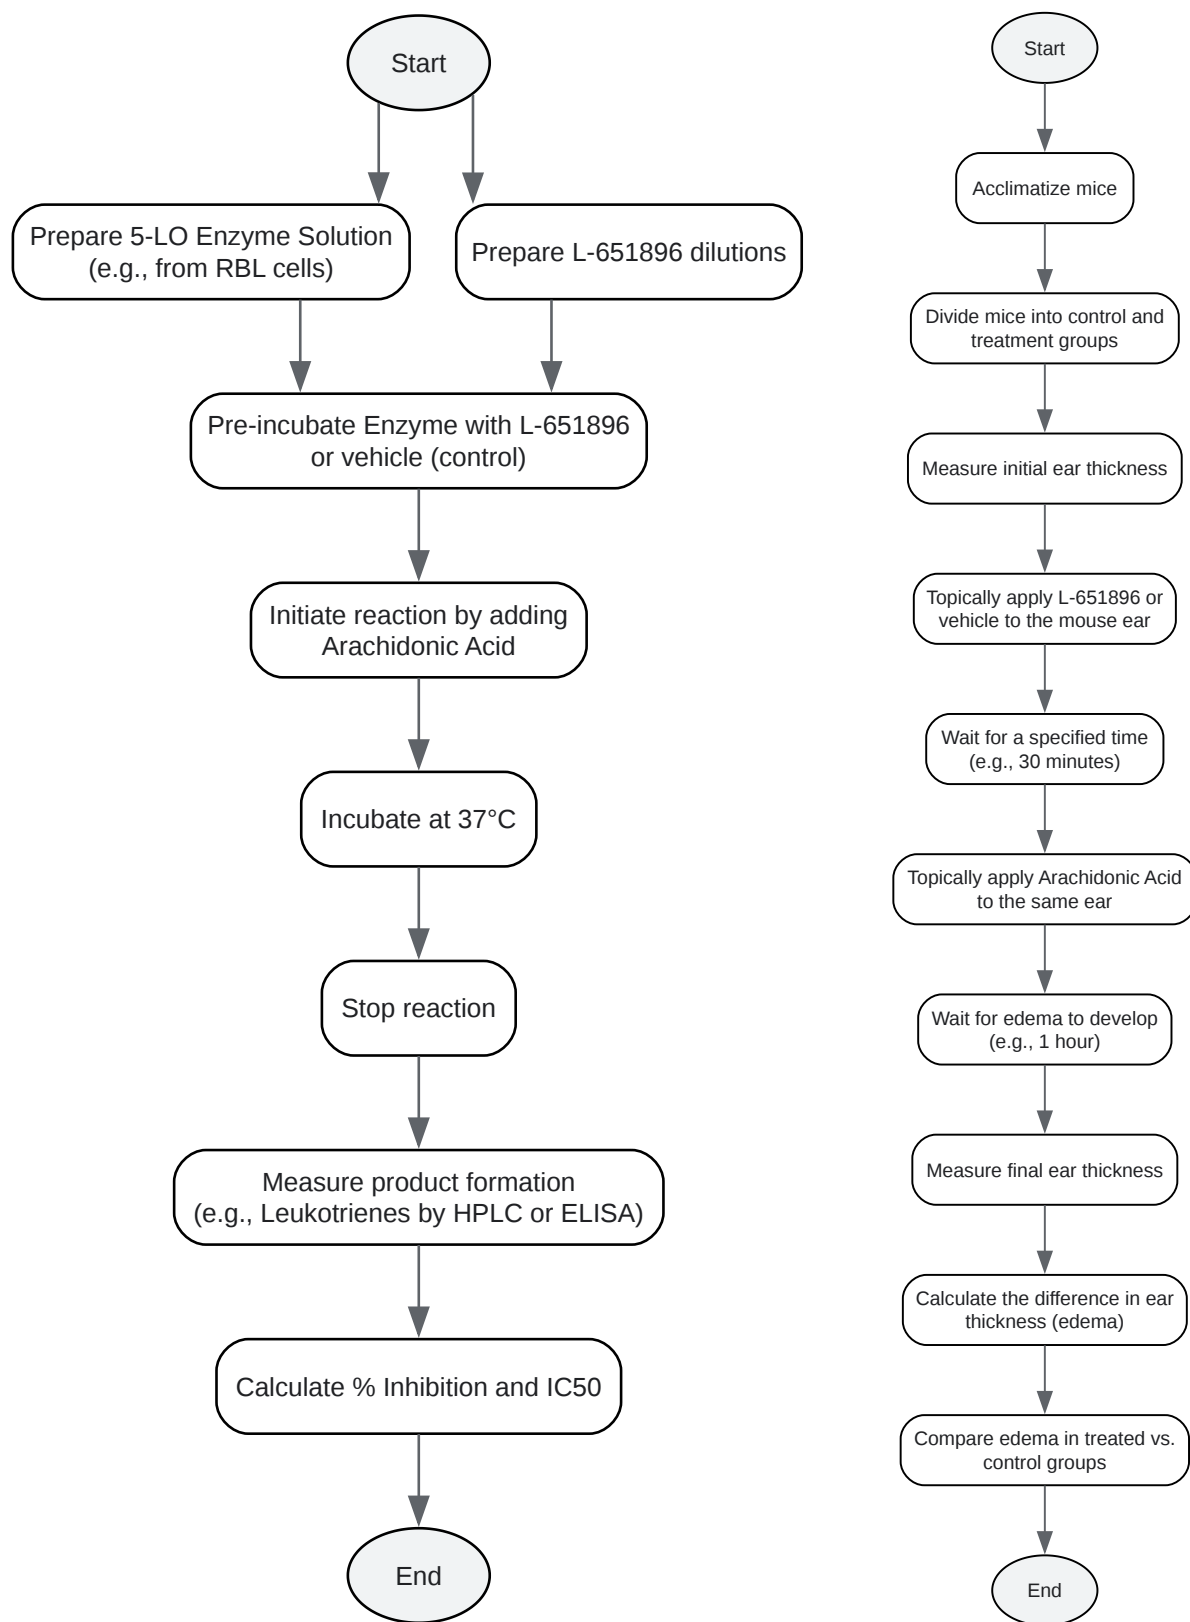 Start
Prepare 5-LO Enzyme Solution
(e.g., from RBL cells)
Prepare L-651896 dilutions
Pre-incubate Enzyme with L-651896
or vehicle (control)
Initiate reaction by adding
Arachidonic Acid
Incubate at 37°C
Stop reaction
Measure product formation
(e.g., Leukotrienes by HPLC or ELISA)
Calculate % Inhibition and IC50
End
Start
Acclimatize mice
Divide mice into control and
treatment groups
Measure initial ear thickness
Topically apply L-651896 or
vehicle to the mouse ear
Wait for a specified time
(e.g., 30 minutes)
Topically apply Arachidonic Acid
to the same ear
Wait for edema to develop
(e.g., 1 hour)
Measure final ear thickness
Calculate the difference in ear
thickness (edema)
Compare edema in treated vs.
control groups
End